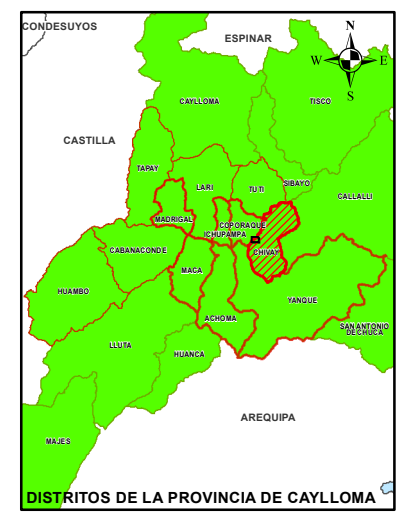 CONDESUYOS
ESPINAR
N
W
E
S
CAYLLOMA
TISCO
CASTILLA
TAPAY
LARI
TUTI
SIBAYO
CALLALLI
MADRIGAL
COPORAQUE
ICHUPAMPA
CABANACONDE
CHIVAY
MACA
HUAMBO
YANQUE
ACHOMA
SAN ANTONIO
DE CHUCA
LLUTA
HUANCA
AREQUIPA
MAJES
DISTRITOS DE LA PROVINCIA DE CAYLLOMA